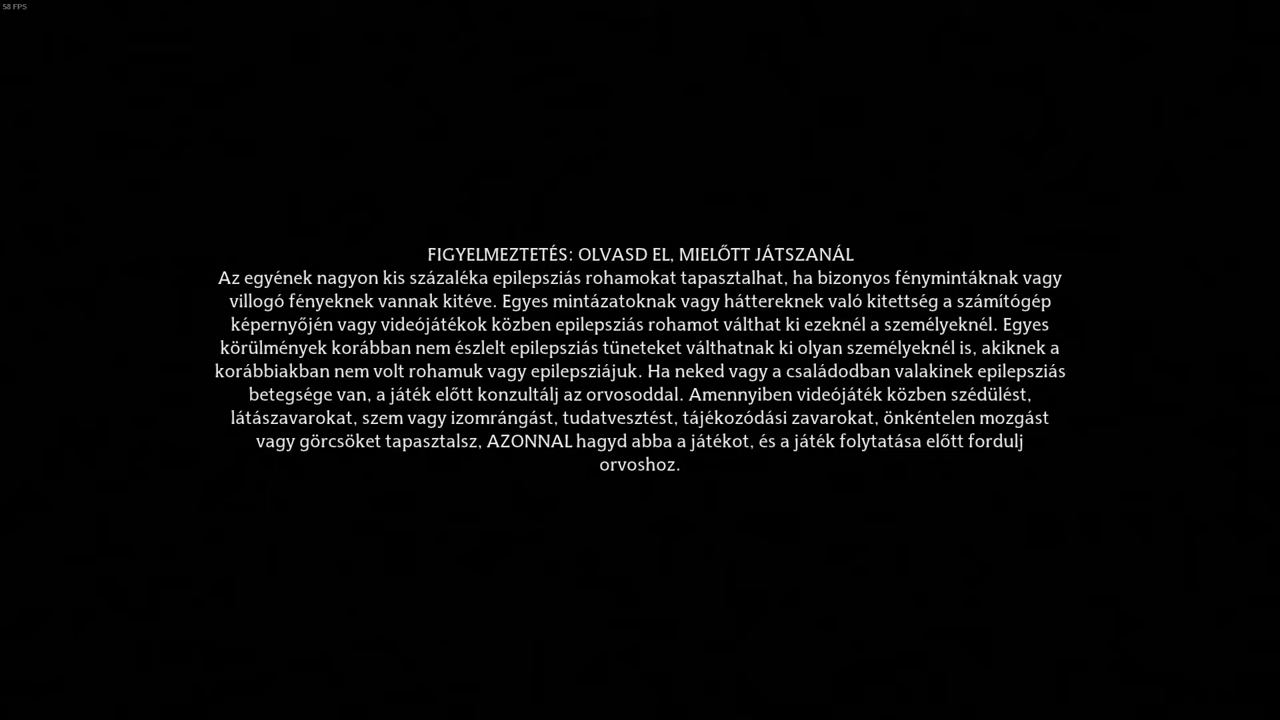 58 FPS
FIGYELMEZTETÉS: OLVASD EL, MIELŐTT JÁTSZANÁL
Az egyének nagyon kis százaléka epilepsziás rohamokat tapasztalhat, ha bizonyos fénymintáknak vagy
villogó fényeknek vannak kitéve. Egyes mintázatoknak vagy háttereknek való kitettség a számítógép
képernyőjén vagy videójátékok közben epilepsziás rohamot válthat ki ezeknél a személyeknél. Egyes
körülmények korábban nem észlelt epilepsziás tüneteket válthatnak ki olyan személyeknél is, akiknek a
korábbiakban nem volt rohamuk vagy epilepsziájuk. Ha neked vagy a családodban valakinek epilepsziás
betegsége van, a játék előtt konzultálj az orvosoddal. Amennyiben videójáték közben szédülést,
látászavarokat, szem vagy izomrángást, tudatvesztést, tájékozódási zavarokat, önkéntelen mozgást
vagy görcsöket tapasztalsz, AZONNAL hagyd abba a játékot, és a játék folytatása előtt fordulj
orvoshoz.